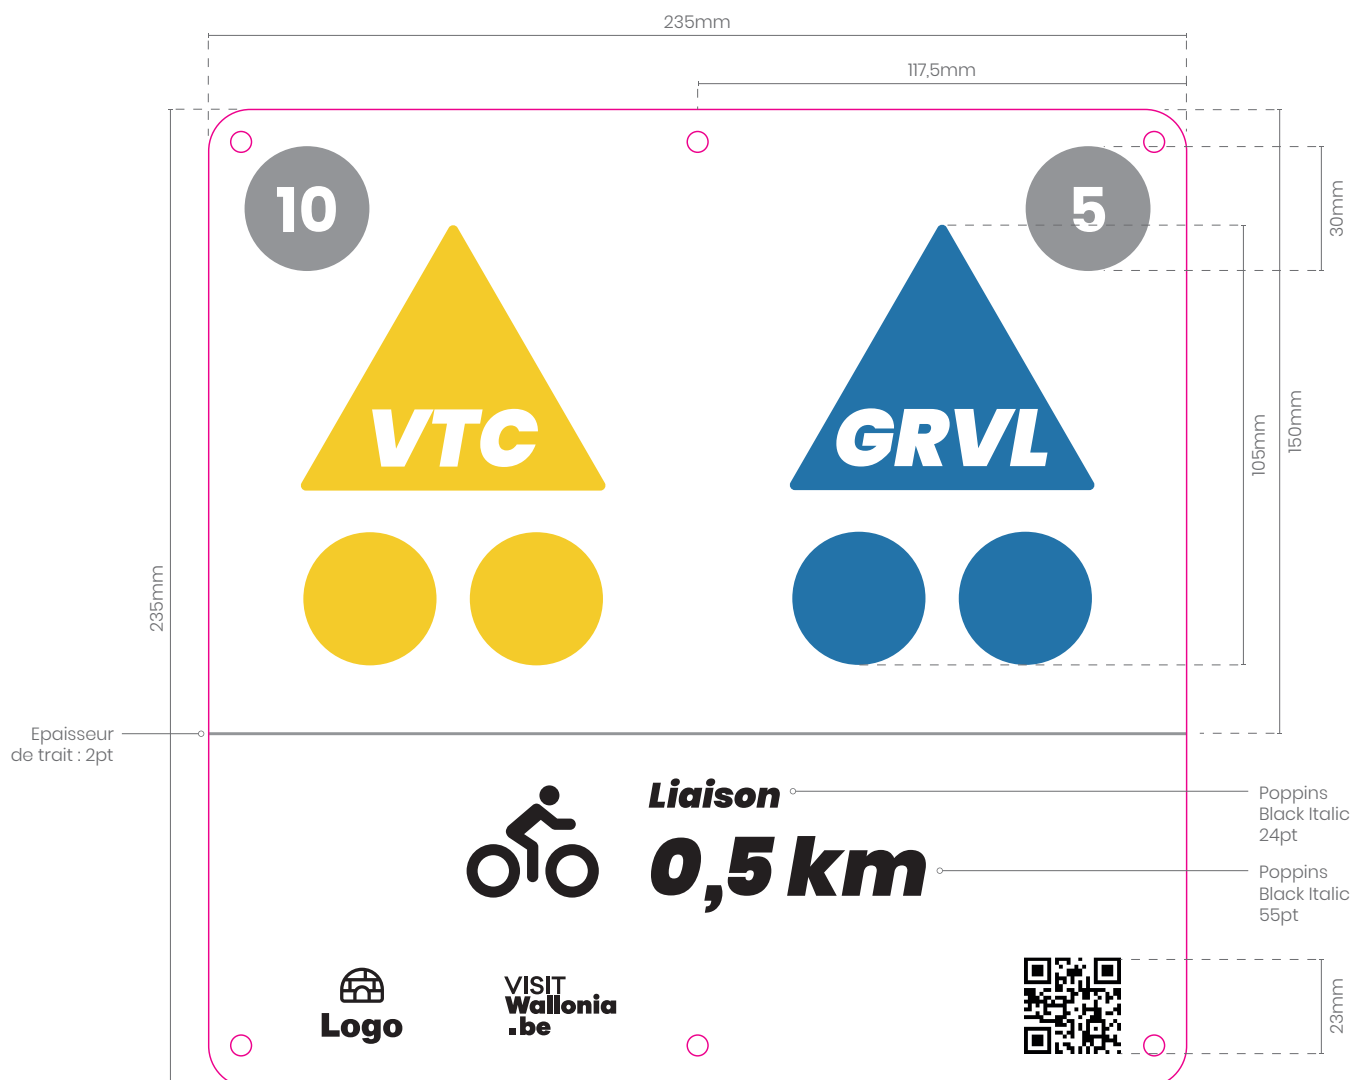 235mm
117,5mm
10
5
30mm
VTC
GRVL
105mm
150mm
235mm
Epaisseur
de trait : 2pt
Liaison
0,5 km
Poppins
Black Italic
24pt
Poppins
Black Italic
55pt
Logo
VISIT
Wallonia
.be
23mm